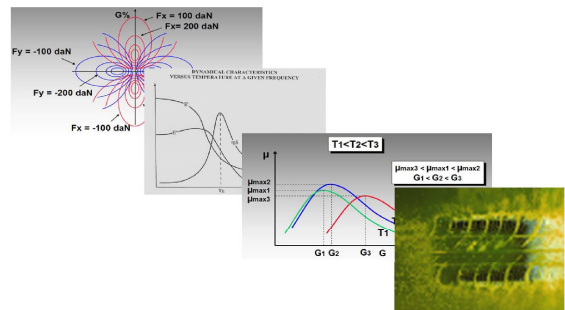 G%
Fx = 100 daN
Fx= 200 daN
Fy = -100 daN
Fy = -200 daN
Fx = -100 daN
DYNAMICAL CHARACTERISTICS
VERSUS TEMPERATURE AT A GIVEN FREQUENCY
T1<T2<T3
μ
μmax3 < μmax1 < μmax2
G1 < G2 < G3
μmax2
μmax1
μmax3
T1
G1 G2 G3 G